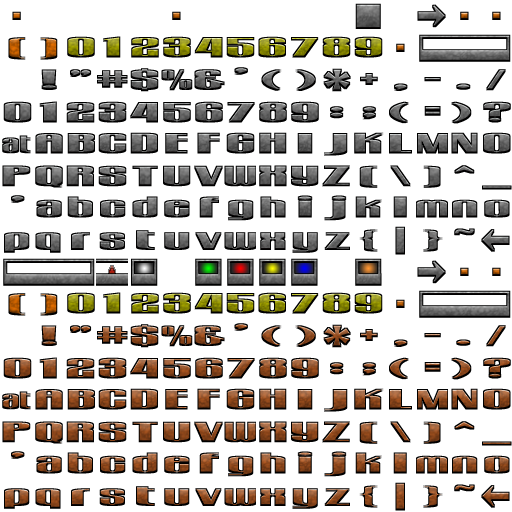 [ ] 0 1 2 3 4 5 6 7 8 9
! " # $ % & ' ( ) * + , - . /
0 1 2 3 4 5 6 7 8 9 : ; ( = ) ?
at A B C D E F G H I J K L M N O
P Q R S T U V W X Y Z [ \ ] ^ _
' a b c d e f g h i j k l m n o
p q r s t u v w x y z { | } ~ ←
[ ] 0 1 2 3 4 5 6 7 8 9
! " # $ % & ' ( ) * + , - . /
0 1 2 3 4 5 6 7 8 9 : ; ( = ) ?
at A B C D E F G H I J K L M N O
P Q R S T U V W X Y Z [ \ ] ^ _
' a b c d e f g h i j k l m n o
p q r s t u v w x y z { | } ~ ←